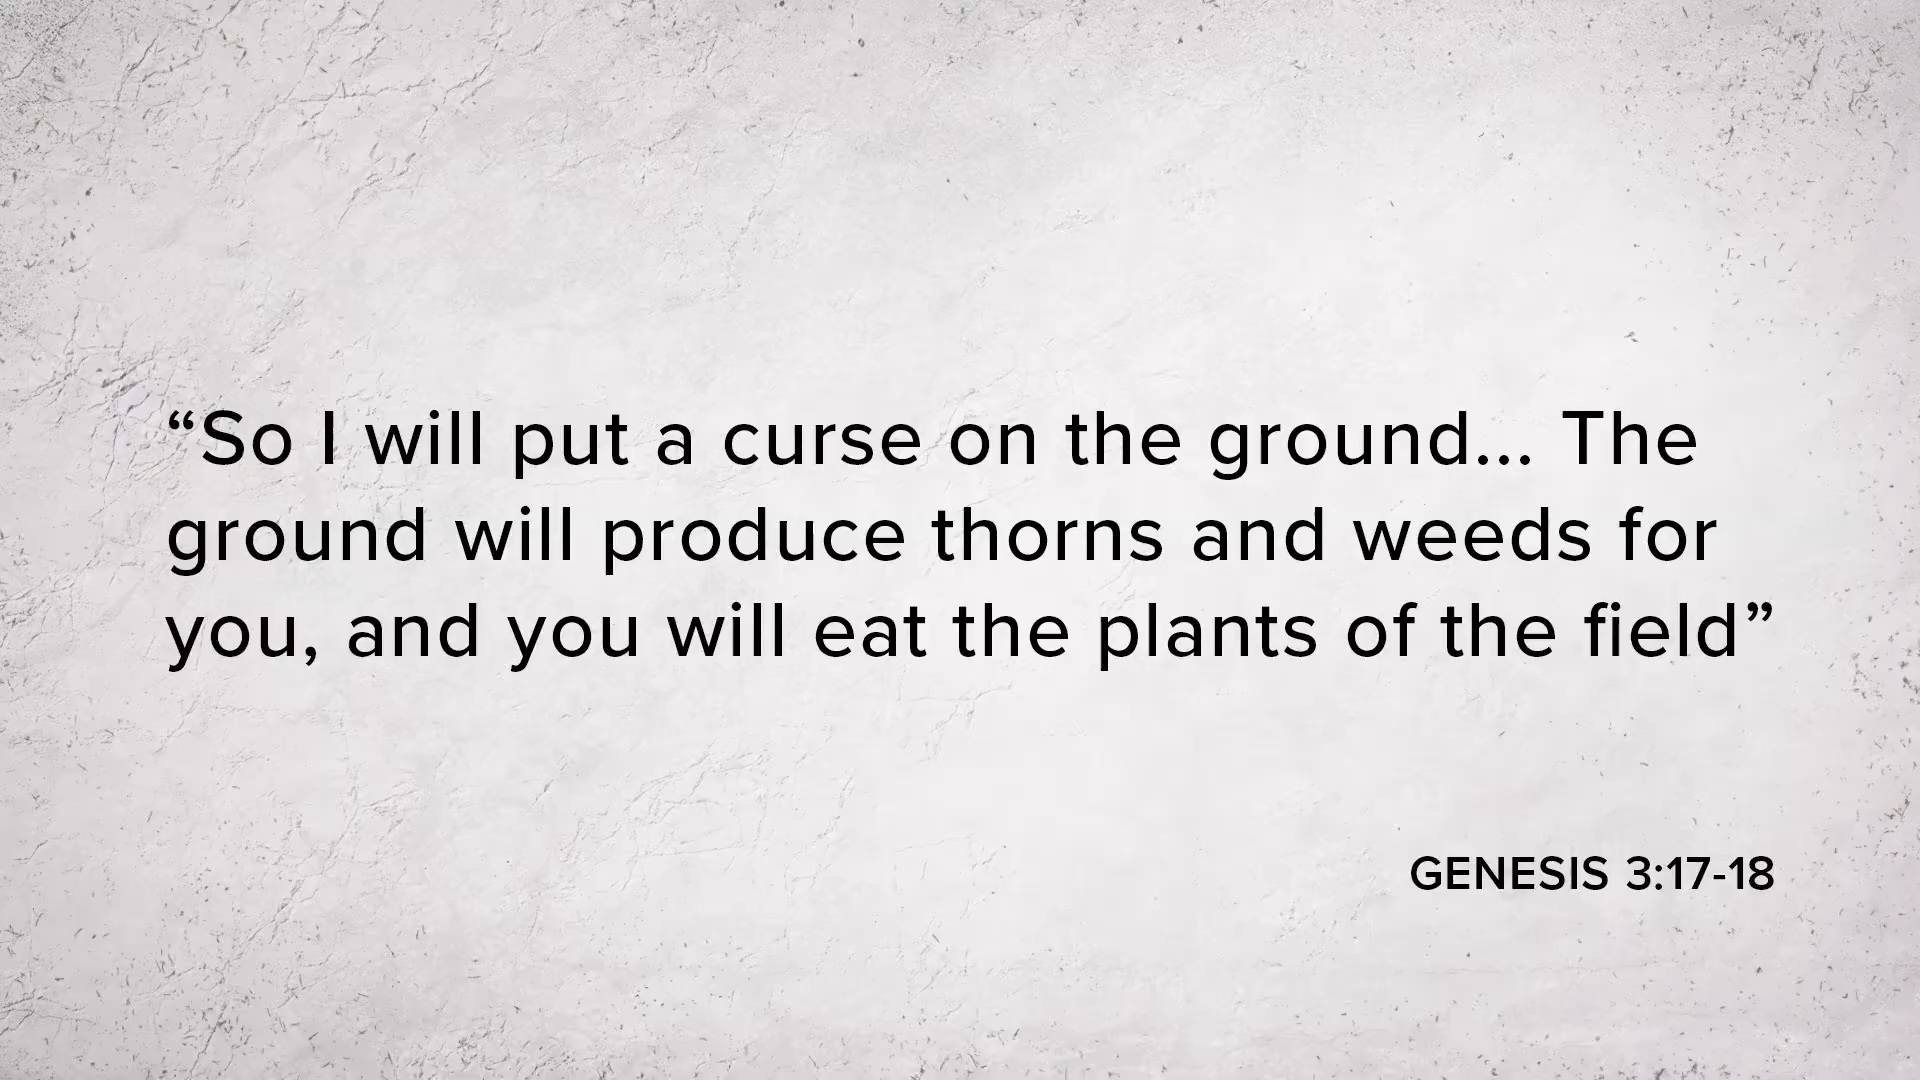 “So I will put a curse on the ground... The
ground will produce thorns and weeds for
you, and you will eat the plants of the field”
GENESIS 3:17-18